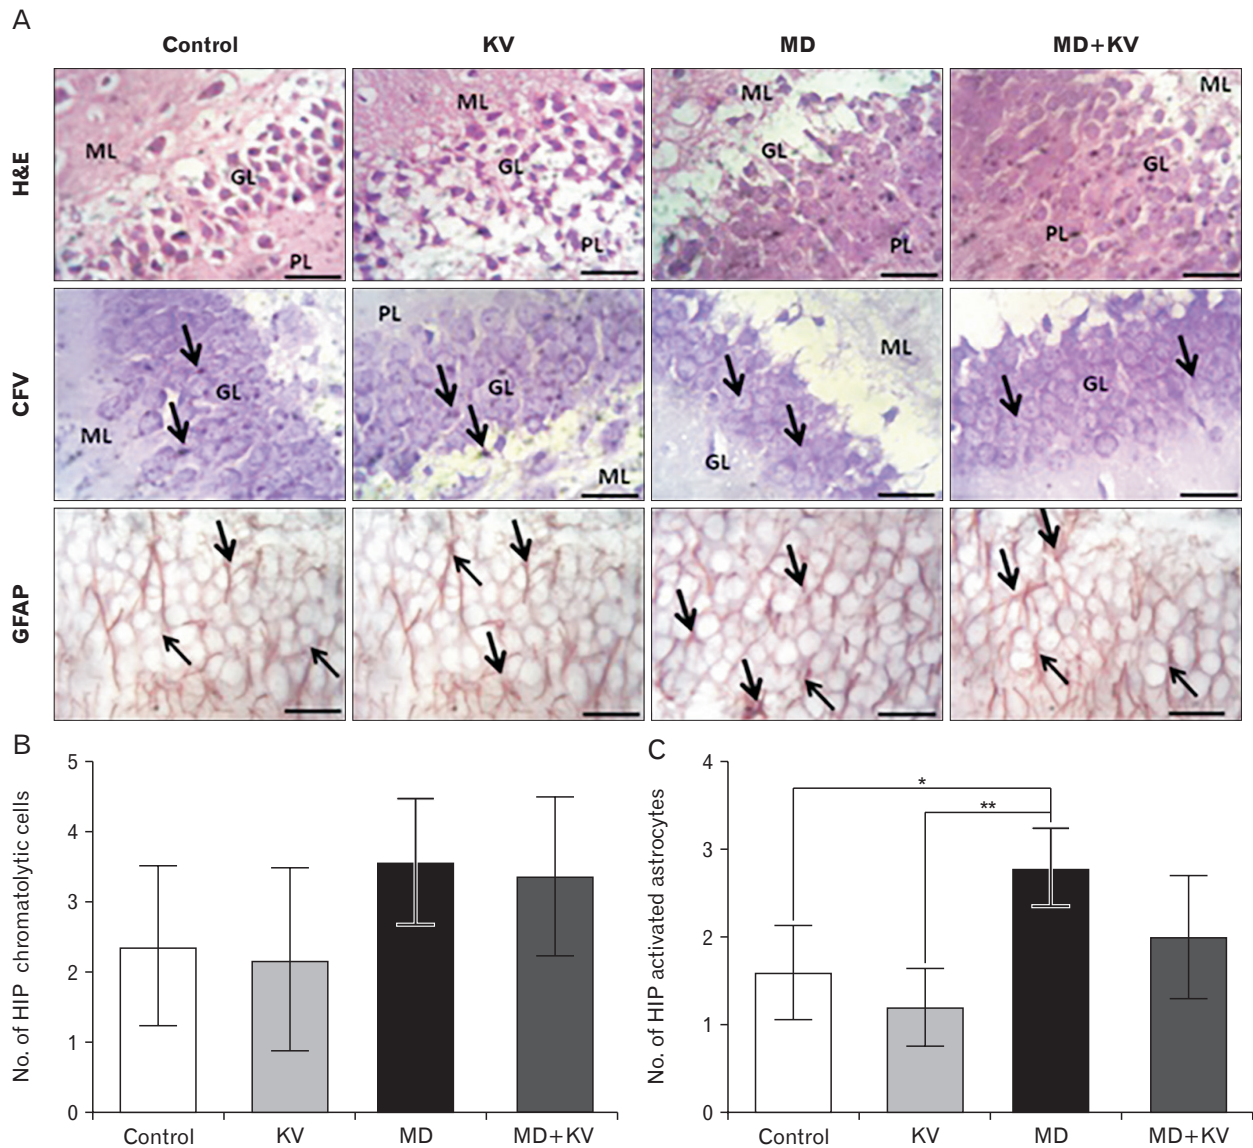 A
Control KV MD MD+KV
H&E
ML GL PL
ML GL PL
ML GL PL
ML GL PL
CFV
GL ML
PL GL ML
ML GL
GL
GFAP
B
No. of HIP chromatolytic cells
5
4
3
2
1
0
Control KV MD MD+KV
C
No. of HIP activated astrocytes
4
3
2
1
0
*
**
Control KV MD MD+KV